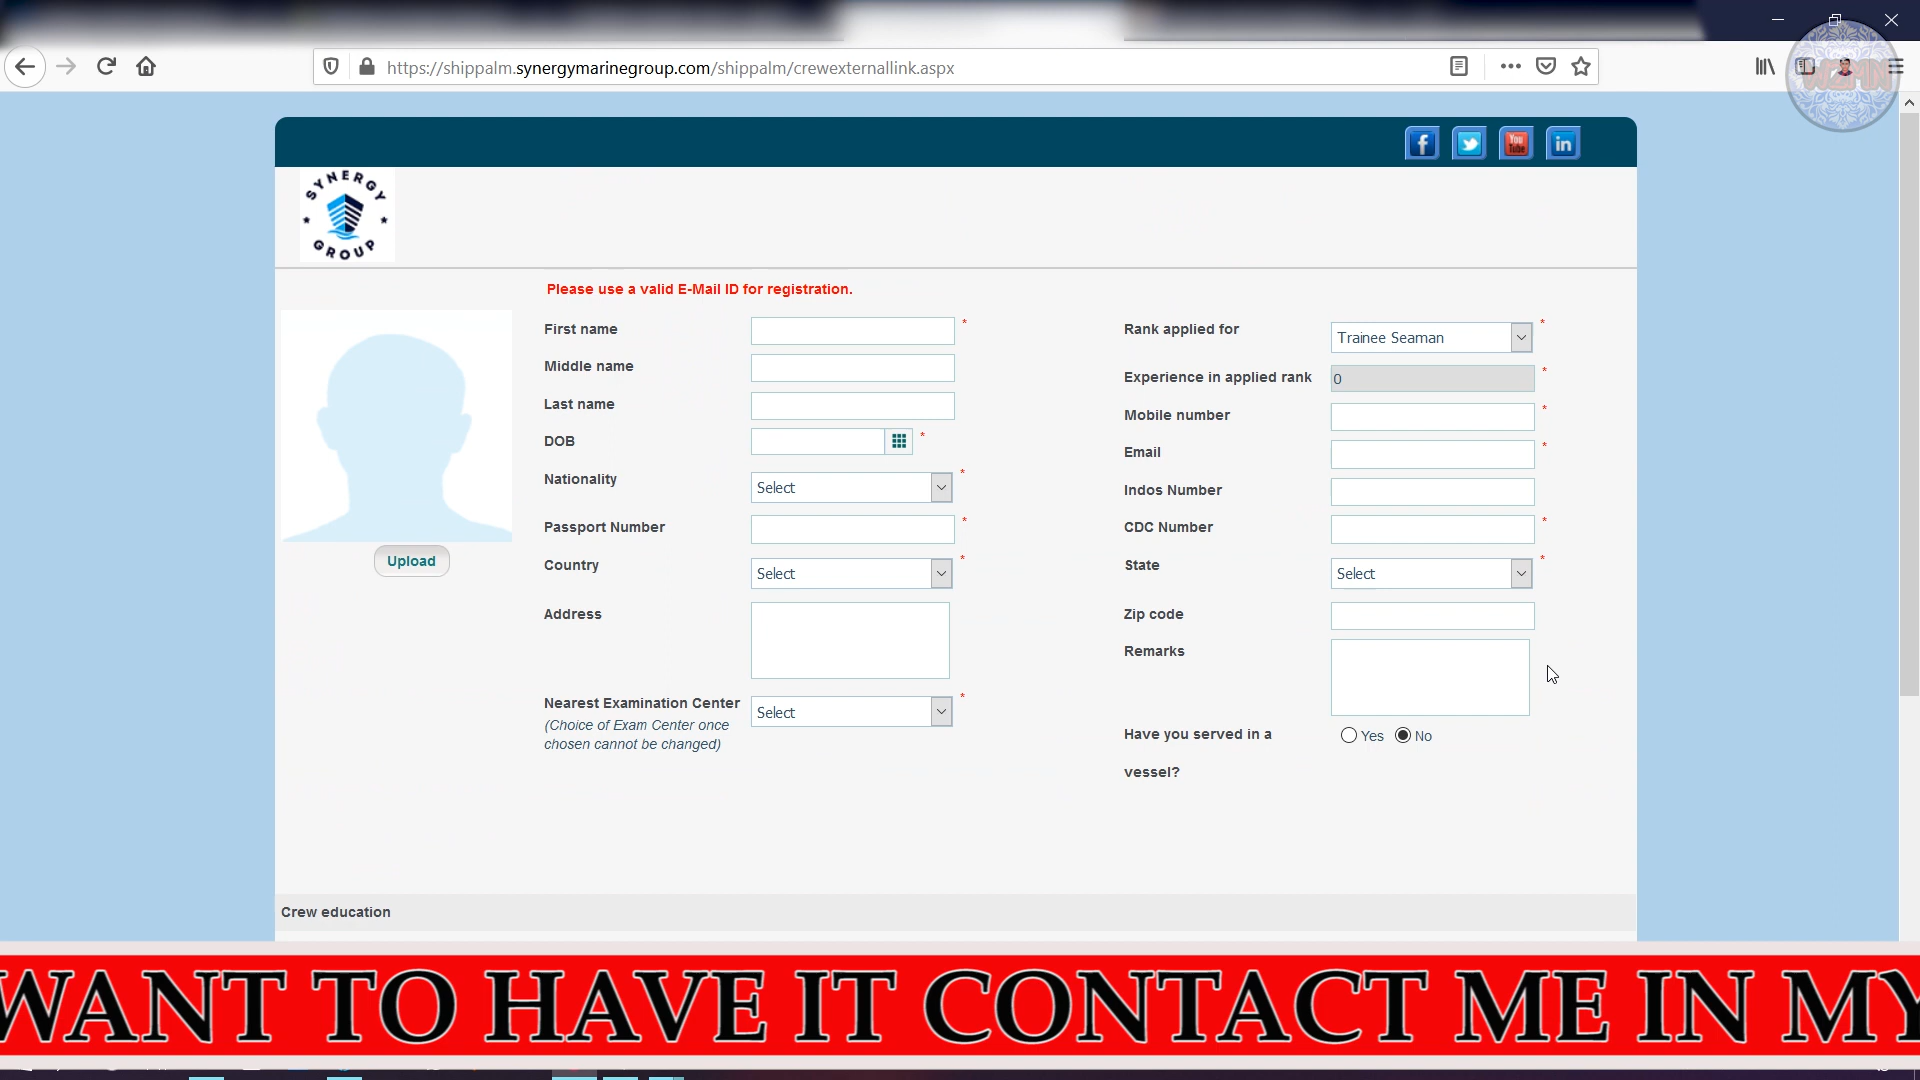 https://shippalm.synergymarinegroup.com/shippalm/crewexternallink.aspx
WZMN
f
You Tube
in
SYNERGY
GROUP
Please use a valid E-Mail ID for registration.
First name *
Middle name
Last name
DOB *
Nationality Select *
Passport Number *
Country Select *
Address
Nearest Examination Center Select *
(Choice of Exam Center once
chosen cannot be changed)
Upload
Rank applied for Trainee Seaman *
Experience in applied rank 0 *
Mobile number *
Email *
Indos Number
CDC Number *
State Select *
Zip code
Remarks
Have you served in a Yes No
vessel?
Crew education
WANT TO HAVE IT CONTACT ME IN MY